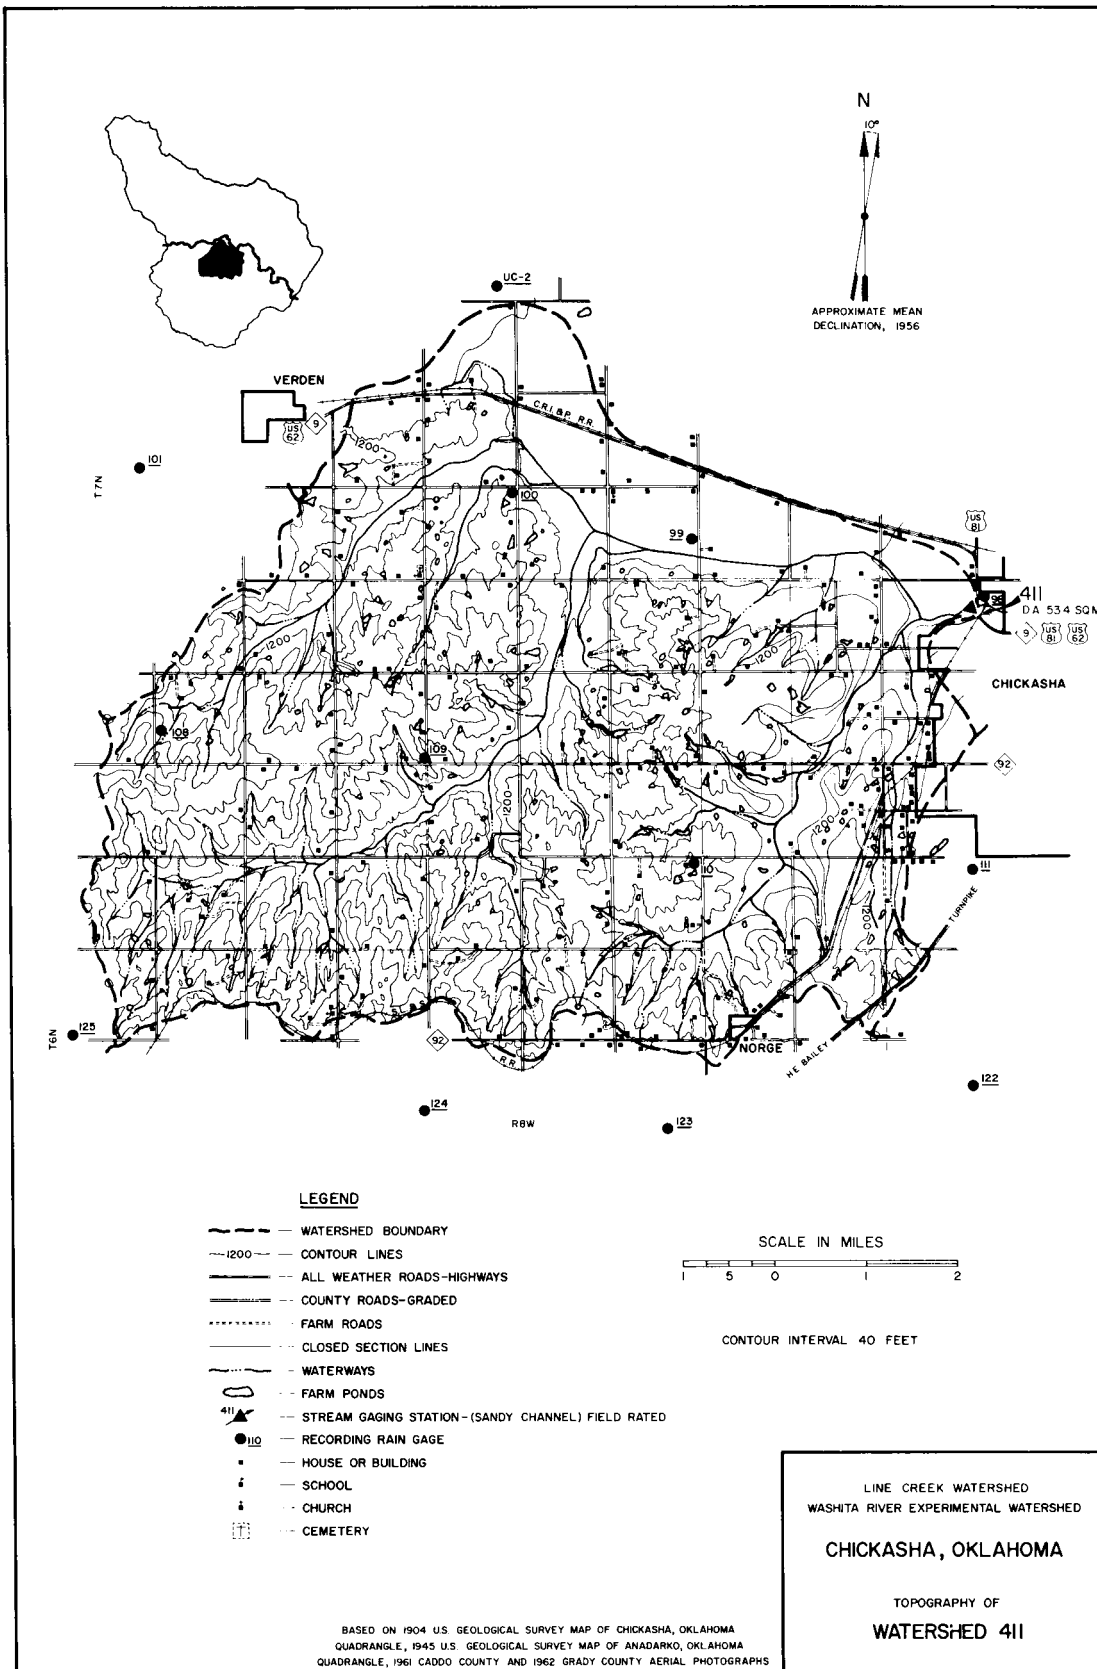 N
10°
APPROXIMATE MEAN
DECLINATION, 1956
UC-2
VERDEN
US
62
9
C.R.I.&P. R.R.
1200
101
T7N
100
99
US
81
411
DA 53.4 SQ M
9
US
81
US
62
1200
1200
CHICKASHA
108
109
92
1200
1200
110
111
1200
TURNPIKE
125
T6N
92
R.R.
NORGE
H.E. BAILEY
122
124
R8W
123
LEGEND
WATERSHED BOUNDARY
1200 CONTOUR LINES
ALL WEATHER ROADS-HIGHWAYS
COUNTY ROADS-GRADED
FARM ROADS
CLOSED SECTION LINES
WATERWAYS
FARM PONDS
411 STREAM GAGING STATION-(SANDY CHANNEL) FIELD RATED
110 RECORDING RAIN GAGE
HOUSE OR BUILDING
SCHOOL
CHURCH
CEMETERY
SCALE IN MILES
1 5 0 1 2
CONTOUR INTERVAL 40 FEET
LINE CREEK WATERSHED
WASHITA RIVER EXPERIMENTAL WATERSHED
CHICKASHA, OKLAHOMA
TOPOGRAPHY OF
WATERSHED 411
BASED ON 1904 U.S. GEOLOGICAL SURVEY MAP OF CHICKASHA, OKLAHOMA
QUADRANGLE, 1945 U.S. GEOLOGICAL SURVEY MAP OF ANADARKO, OKLAHOMA
QUADRANGLE, 1961 CADDO COUNTY AND 1962 GRADY COUNTY AERIAL PHOTOGRAPHS